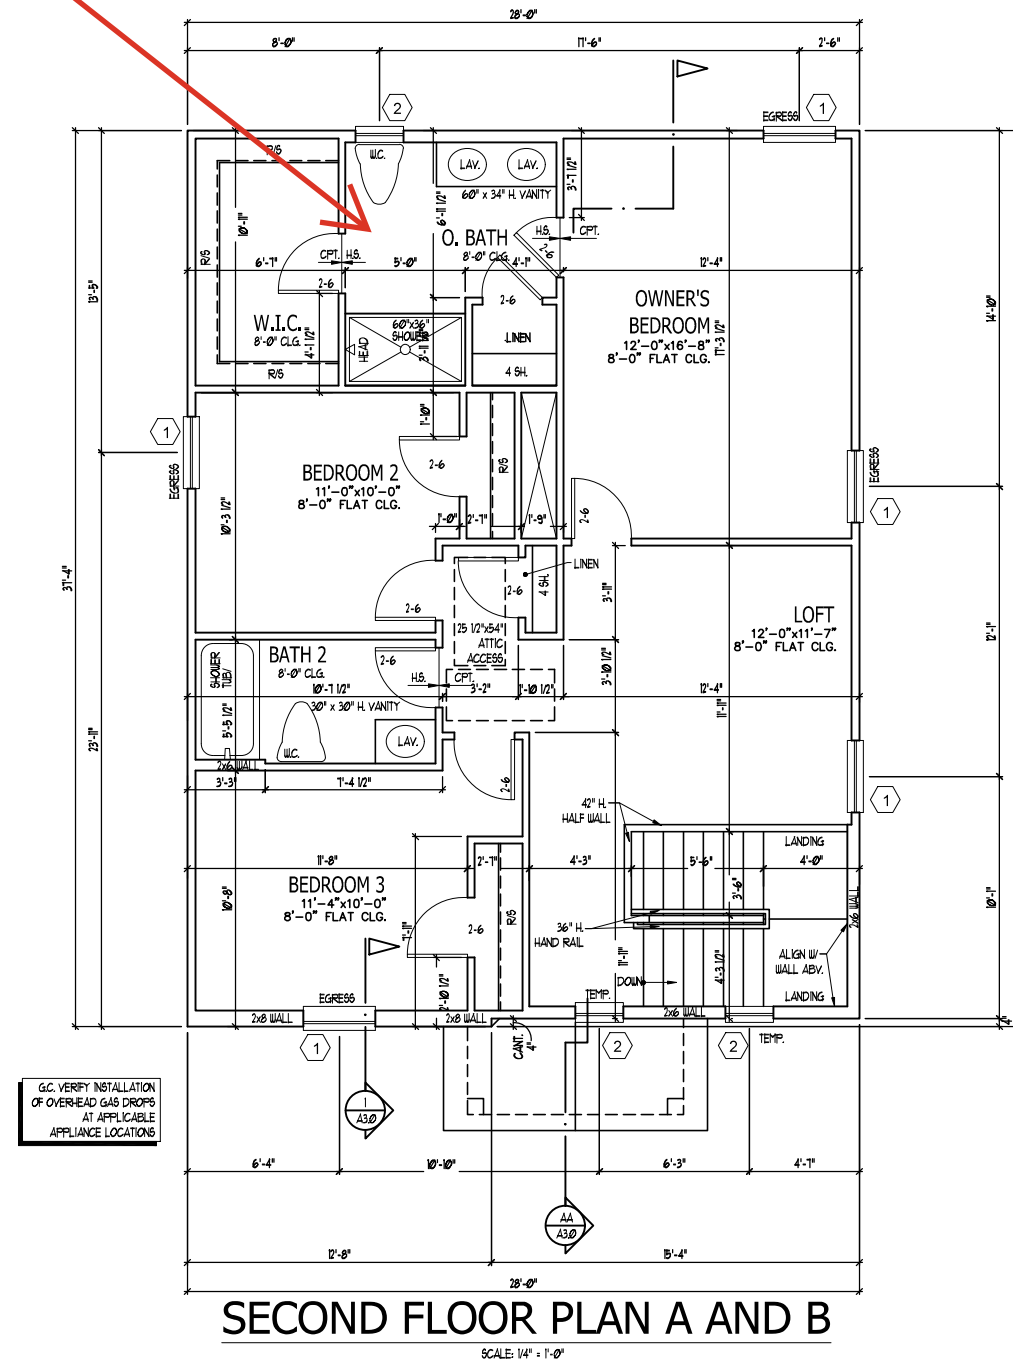 28'-0"
8'-0"
17'-6"
2'-6"
2
1
EGRESS
R/S
W.C.
LAV.
LAV.
3'-7 1/2"
60" x 34" H. VANITY
6'-11 1/2"
10'-11"
R/S
O. BATH
8'-0" CLG.
H.S.
CPT.
2-6
CPT.
H.S.
6'-7"
5'-0"
4'-1"
12'-4"
2-6
2-6
13'-5"
14'-10"
OWNER'S
BEDROOM
12'-0"x16'-8"
8'-0" FLAT CLG.
17'-3 1/2"
W.I.C.
8'-0" CLG.
4'-1 1/2"
60"x36"
SHOWER
HEAD
LINEN
4 SH.
R/S
1'-10"
1
EGRESS
BEDROOM 2
11'-0"x10'-0"
8'-0" FLAT CLG.
2-6
R/S
EGRESS
1
10'-3 1/2"
1'-0"
2'-7"
1'-9"
2-6
LINEN
4 SH.
2-6
2-6
3'-11"
37'-4"
LOFT
12'-0"x11'-7"
8'-0" FLAT CLG.
12'-1"
25 1/2"x54"
ATTIC
ACCESS
SHOWER
TUB/
BATH 2
8'-0" CLG.
2-6
H.S.
CPT.
3'-10 1/2"
10'-7 1/2"
3'-2"
1'-10 1/2"
12'-4"
30" x 30" H. VANITY
5'-5 1/2"
11'-11"
23'-11"
W.C.
LAV.
2x6 WALL
3'-3"
7'-4 1/2"
2-6
42" H.
HALF WALL
1
LANDING
11'-8"
2'-7"
4'-3"
5'-6"
4'-0"
BEDROOM 3
11'-4"x10'-0"
8'-0" FLAT CLG.
10'-8"
7'-11"
2-6
R/S
3'-6"
2x6 WALL
10'-1"
36" H.
HAND RAIL
11'-11"
4'-3 1/2"
ALIGN W/
WALL ABV.
DOWN
2'-10 1/2"
EGRESS
TEMP.
LANDING
2x8 WALL
2x8 WALL
2x6 WALL
4"
1
CANT.
4"
2
2
TEMP.
G.C. VERIFY INSTALLATION
OF OVERHEAD GAS DROPS
AT APPLICABLE
APPLIANCE LOCATIONS
1
A3.0
6'-4"
10'-10"
6'-3"
4'-7"
AA
A3.0
12'-8"
15'-4"
28'-0"
SECOND FLOOR PLAN A AND B
SCALE: 1/4" = 1'-0"